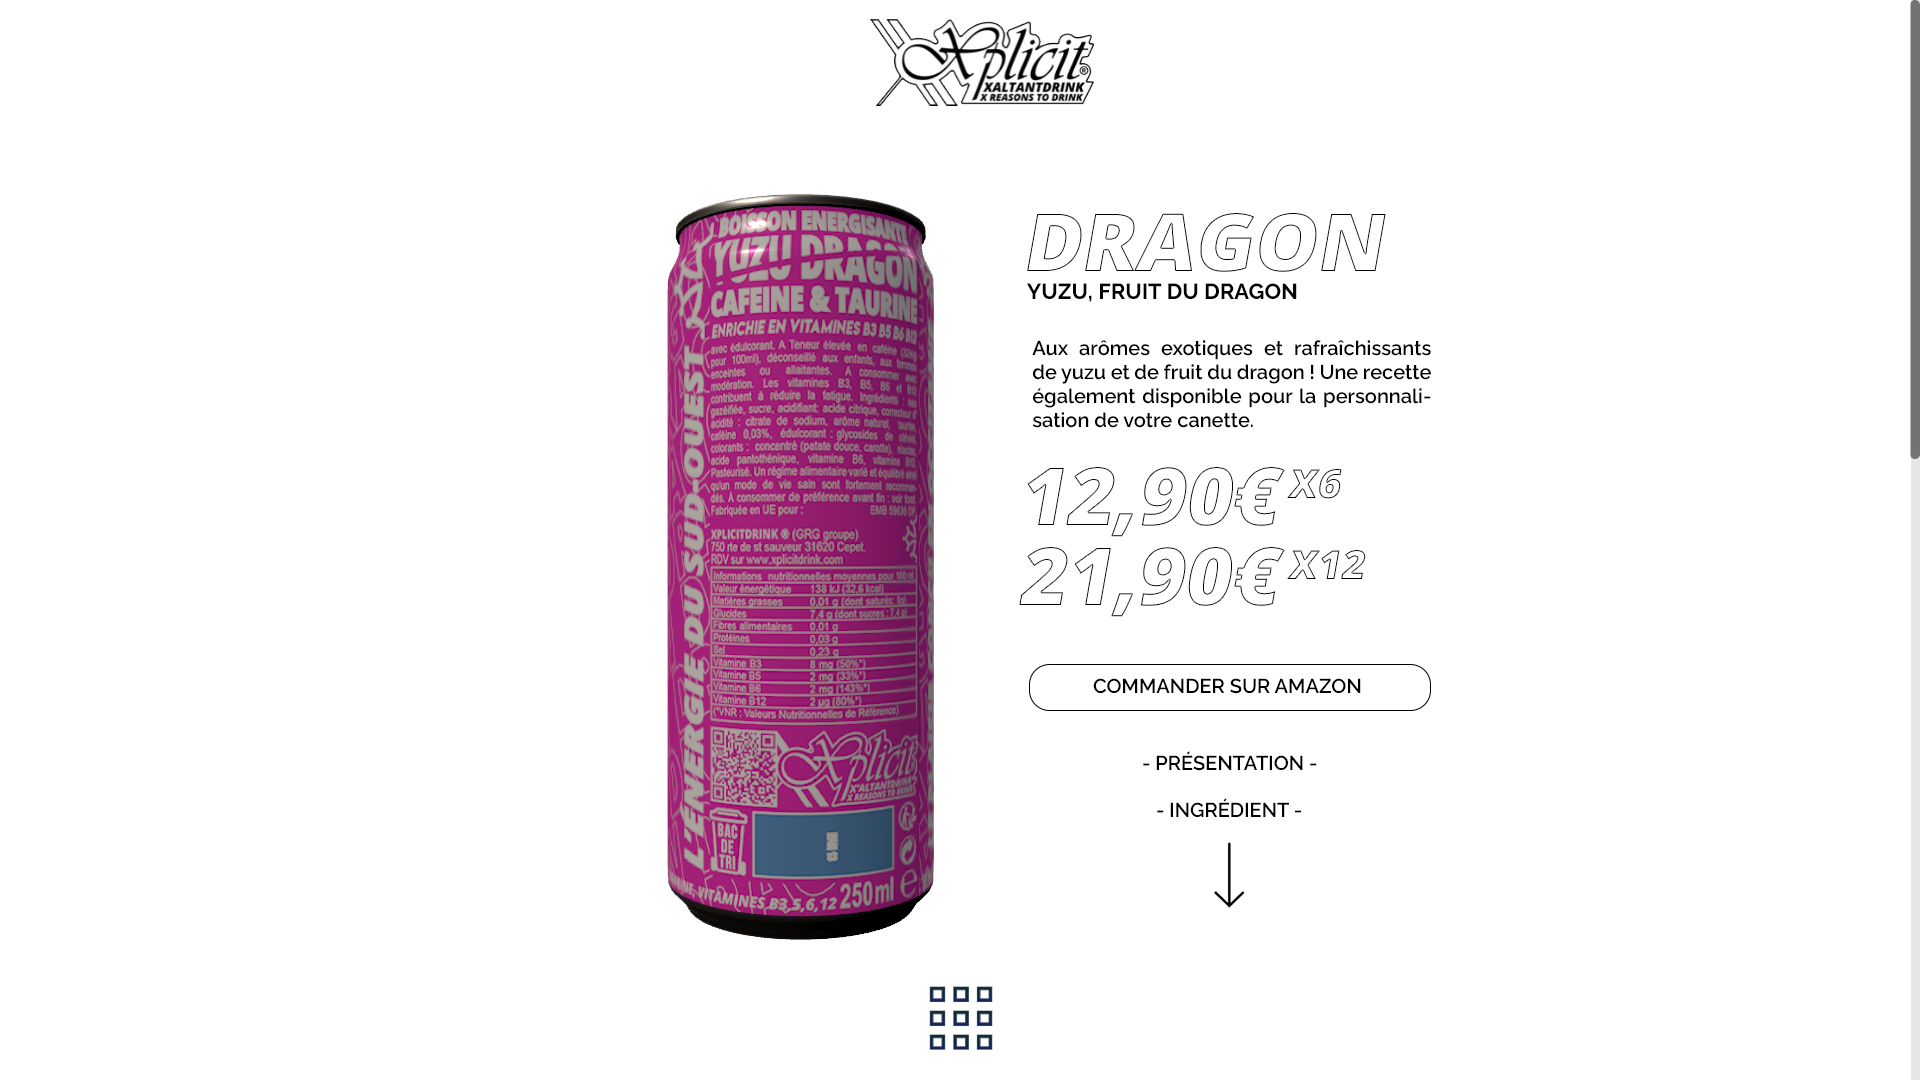 Xplicit®
XALTANTDRINK
X REASONS TO DRINK
BOISSON ENERGISANTE
YUZU DRAGON
CAFEINE & TAURINE
ENRICHIE EN VITAMINES B3 B5 B6 B12
avec édulcorant. A Teneur élevée en caféine (32mg
pour 100ml), déconseillé aux enfants, aux femmes
enceintes ou allaitantes. A consommer avec
modération. Les vitamines B3, B5, B6 et B12
contribuent à réduire la fatigue. Ingrédients : eau
gazéifiée, sucre, acidifiant: acide citrique, correcteur d'
acidité : citrate de sodium, arôme naturel, taurine,
caféine 0,03%, édulcorant : glycosides de stéviol,
colorants : concentré (patate douce, carotte), niacine,
acide pantothénique, vitamine B6, vitamine B12.
Pasteurisé. Un régime alimentaire varié et équilibré ainsi
qu'un mode de vie sain sont fortement recomman-
dés. À consommer de préférence avant fin : voir fond.
Fabriquée en UE pour : EMB 59636 DP
XPLICITDRINK ® (GRG groupe)
750 rte de st sauveur 31620 Cepet.
RDV sur www.xplicitdrink.com
Informations nutritionnelles moyennes pour 100 ml
Valeur énergétique 138 kJ (32,6 kcal)
Matières grasses 0,01 g (dont saturés: 0g)
Glucides 7,4 g (dont sucres : 7,4 g)
Fibres alimentaires 0,01 g
Protéines 0,03 g
Sel 0,23 g
Vitamine B3 8 mg (50%*)
Vitamine B5 2 mg (33%*)
Vitamine B6 2 mg (143%*)
Vitamine B12 2 µg (80%*)
(*VNR : Valeurs Nutritionnelles de Référence).
L'ÉNERGIE DU SUD-OUEST
Xplicit
X'ALTANTDRINK
X REASONS TO DRINK
BAC
DE
TRI
VITAMINES B3,5,6,12 250ml e
DRAGON
YUZU, FRUIT DU DRAGON
Aux arômes exotiques et rafraîchissants
de yuzu et de fruit du dragon ! Une recette
également disponible pour la personnali-
sation de votre canette.
12,90€ X6
21,90€ X12
COMMANDER SUR AMAZON
- PRÉSENTATION -
- INGRÉDIENT -